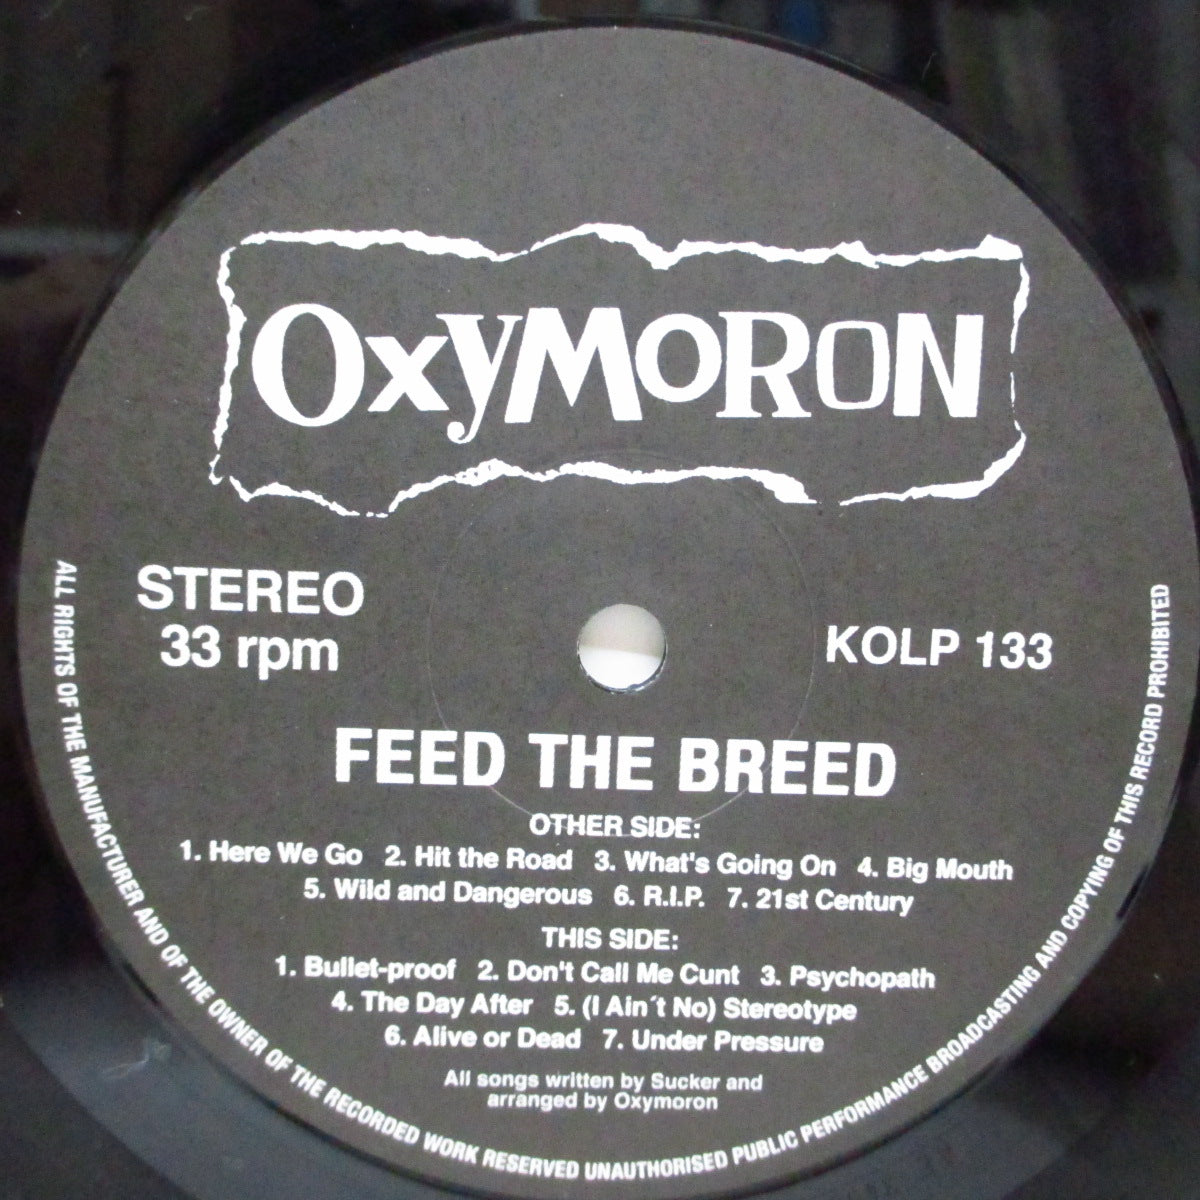 OxyMORON
STEREO
33 rpm
KOLP 133
FEED THE BREED
OTHER SIDE:
1. Here We Go 2. Hit the Road 3. What's Going On 4. Big Mouth
5. Wild and Dangerous 6. R.I.P. 7. 21st Century
THIS SIDE:
1. Bullet-proof 2. Don't Call Me Cunt 3. Psychopath
4. The Day After 5. (I Ain´t No) Stereotype
6. Alive or Dead 7. Under Pressure
All songs written by Sucker and
arranged by Oxymoron
ALL RIGHTS OF THE MANUFACTURER AND OF THE OWNER OF THE RECORDED WORK RESERVED UNAUTHORISED PUBLIC PERFORMANCE BROADCASTING AND COPYING OF THIS RECORD PROHIBITED